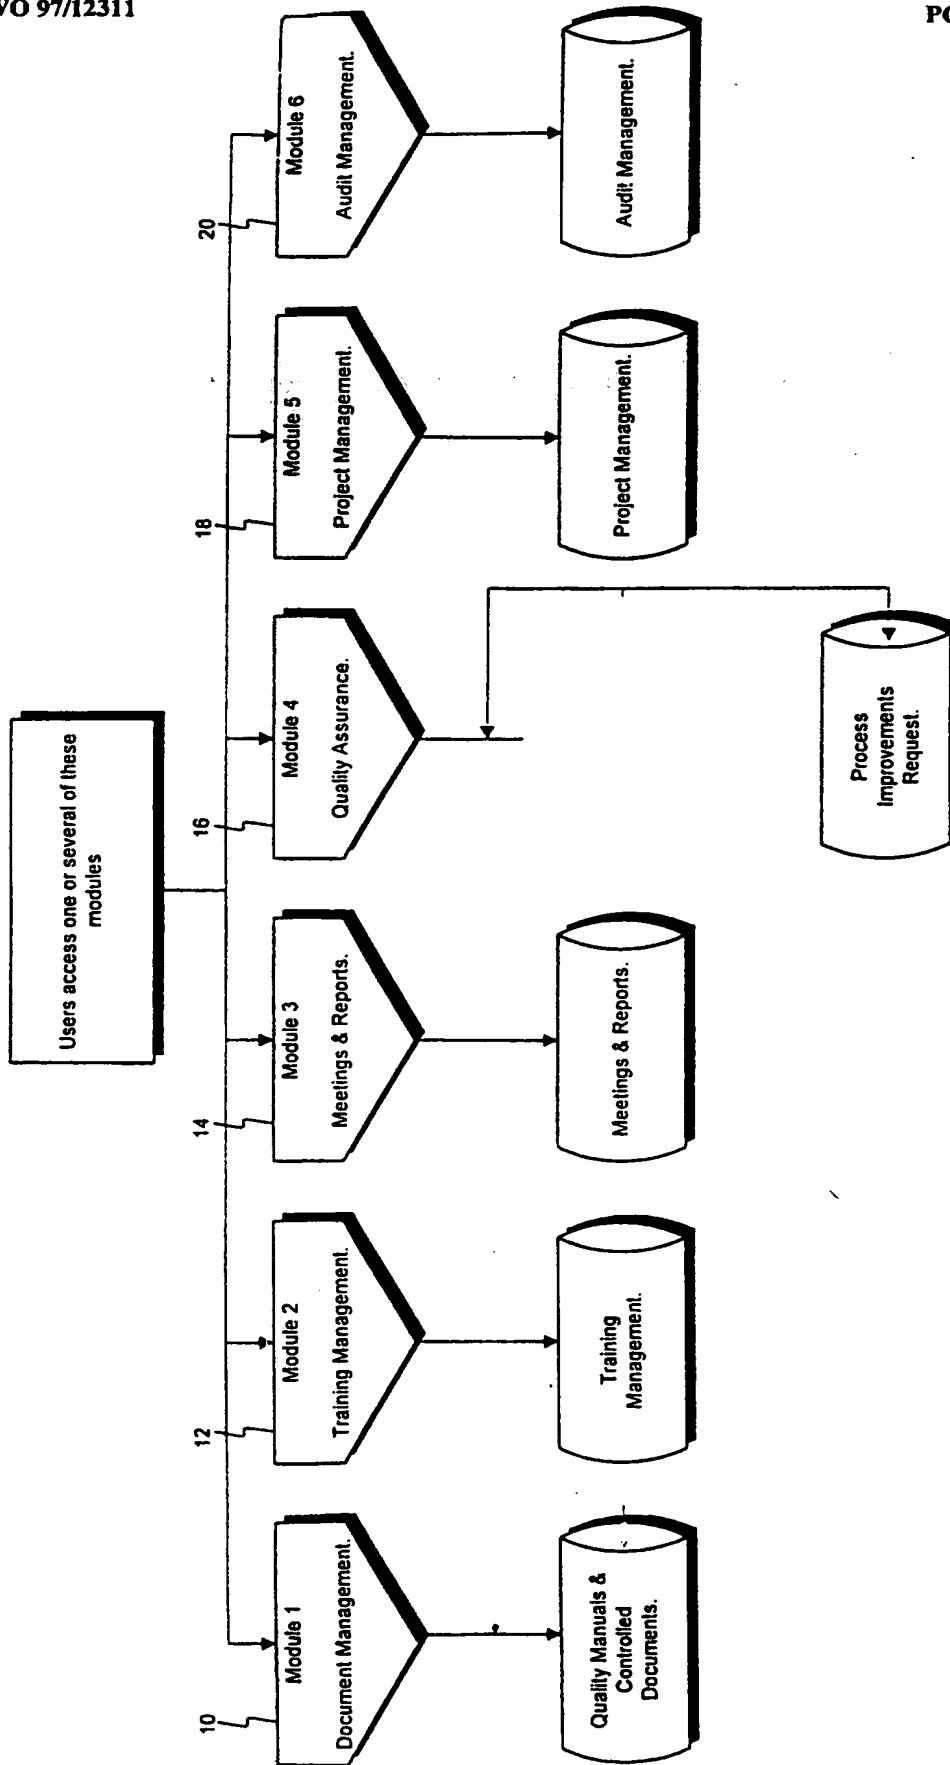 WO 97/12311
PC
Users access one or several of these
modules
10
Module 1
Document Management.
12
Module 2
Training Management.
14
Module 3
Meetings & Reports.
16
Module 4
Quality Assurance.
18
Module 5
Project Management.
20
Module 6
Audit Management.
Quality Manuals &
Controlled
Documents.
Training
Management.
Meetings & Reports.
Process
Improvements
Request.
Project Management.
Audit Management.